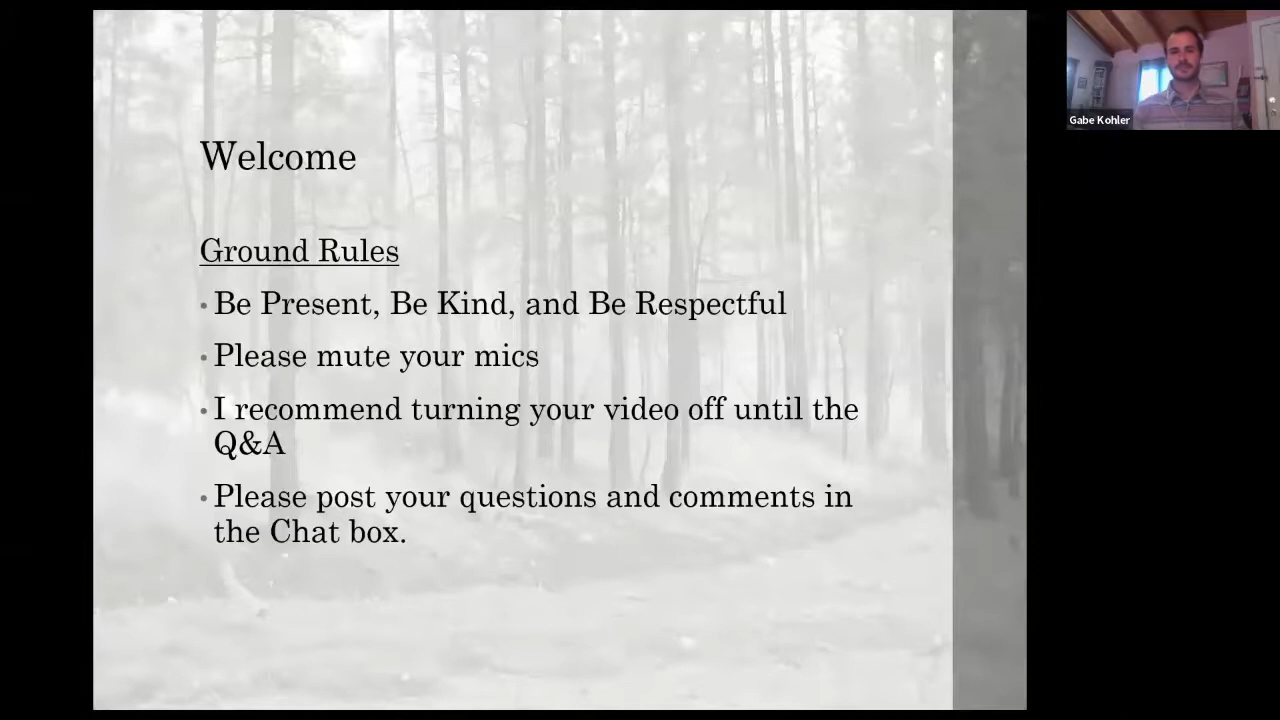 Welcome
Ground Rules
• Be Present, Be Kind, and Be Respectful
• Please mute your mics
• I recommend turning your video off until the
Q&A
• Please post your questions and comments in
the Chat box.
Gabe Kohler